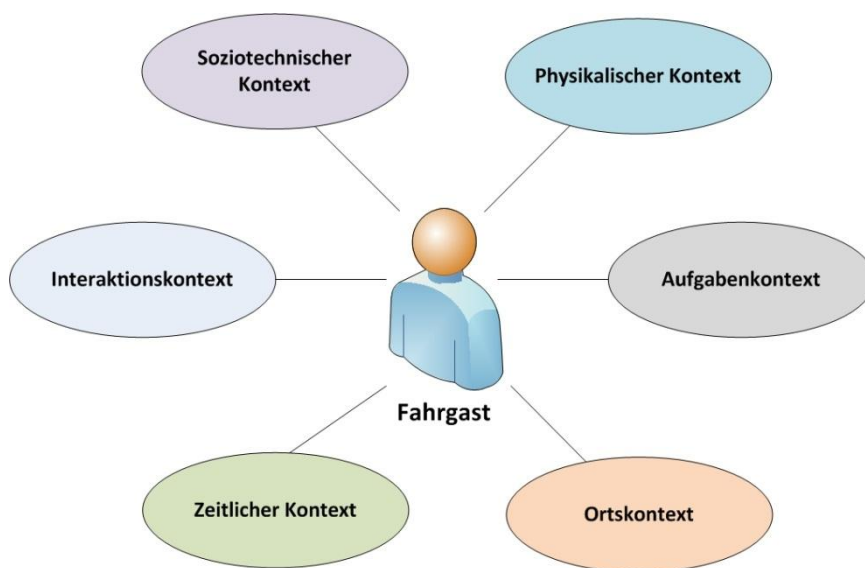 Soziotechnischer
Kontext
Physikalischer Kontext
Interaktionskontext
Aufgabenkontext
Fahrgast
Zeitlicher Kontext
Ortskontext